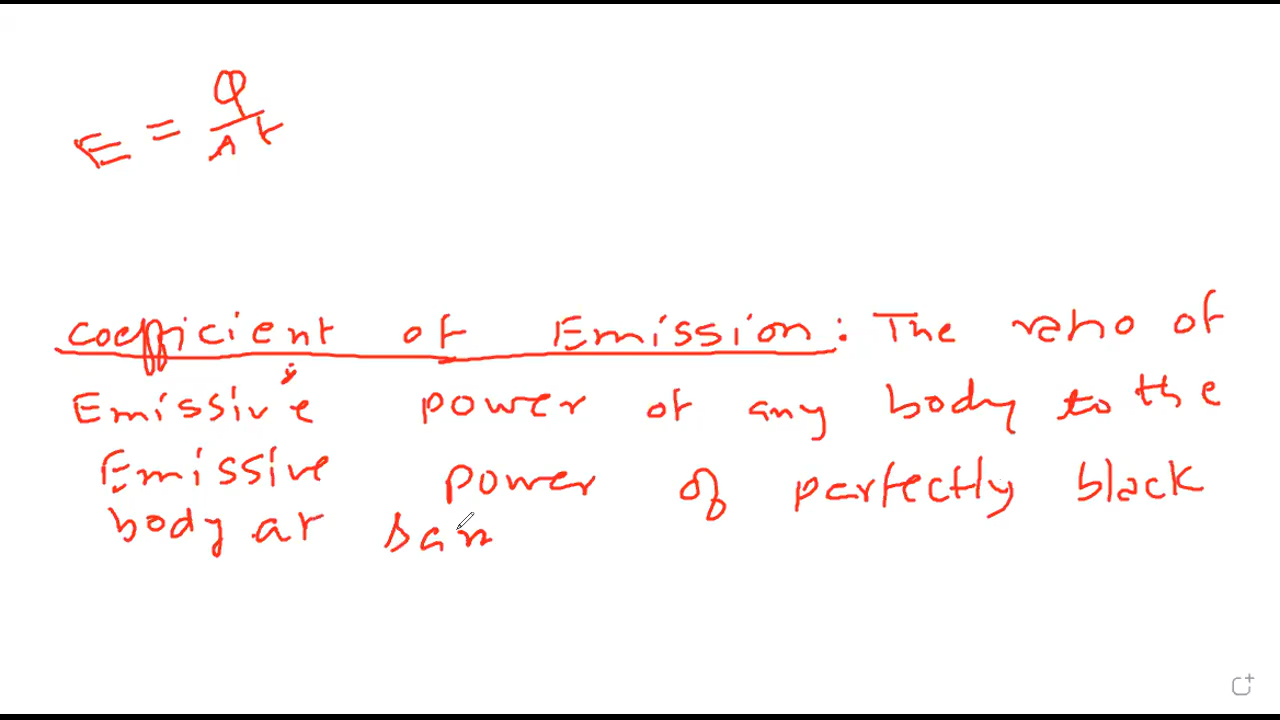 E = Q / At
coefficient of Emission: The ratio of
Emissive power of any body to the
Emissive power of perfectly black
body at sam